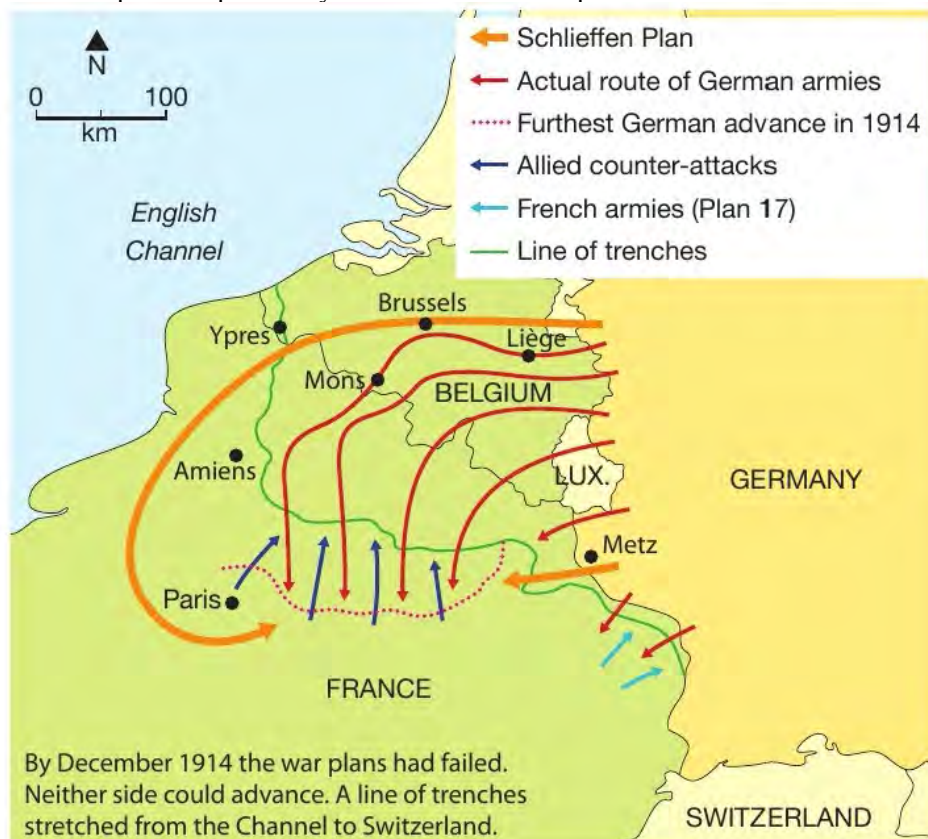 N
0 100
km
Schlieffen Plan
Actual route of German armies
Furthest German advance in 1914
Allied counter-attacks
French armies (Plan 17)
Line of trenches
English
Channel
Brussels
Ypres
Liège
Mons
BELGIUM
Amiens
LUX.
GERMANY
Metz
Paris
FRANCE
By December 1914 the war plans had failed.
Neither side could advance. A line of trenches
stretched from the Channel to Switzerland.
SWITZERLAND